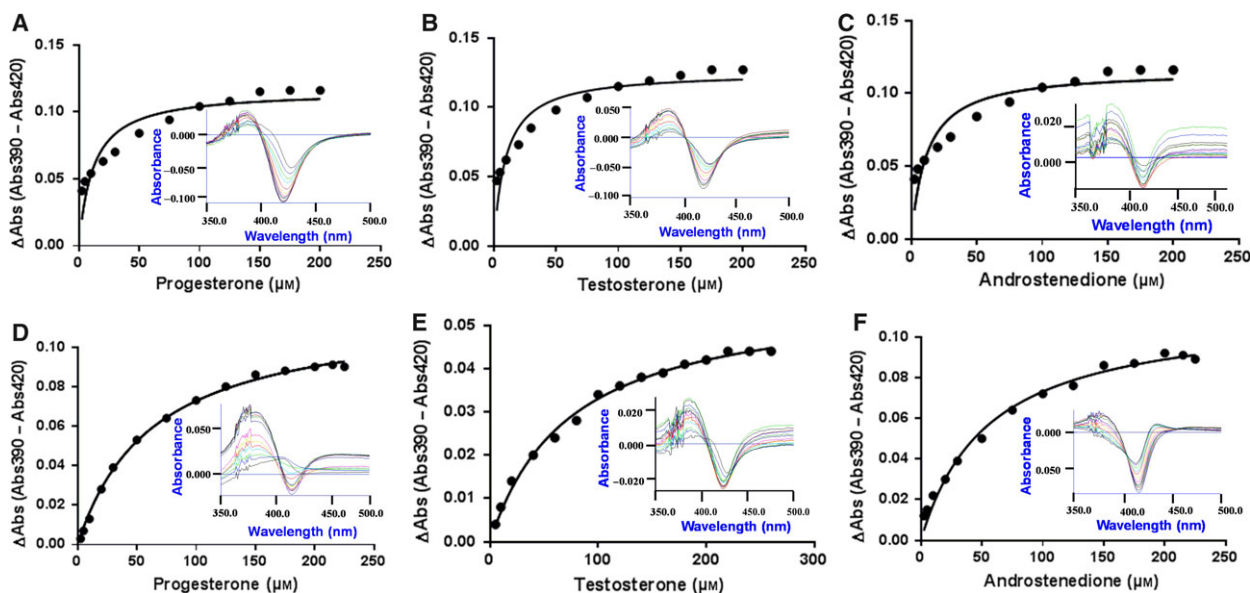 A
ΔAbs (Abs390 – Abs420)
0.15
0.10
0.05
0.00
0 50 100 150 200 250
Progesterone (µM)
Absorbance
0.000
–0.100
350.0 400.0 450.0 500.0
Wavelength (nm)
B
ΔAbs (Abs390 – Abs420)
0.15
0.10
0.05
0.00
0 50 100 150 200 250
Testosterone (µM)
Absorbance
0.000
–0.050
–0.100
350.0 400.0 450.0 500.0
Wavelength (nm)
C
ΔAbs (Abs390 – Abs420)
0.15
0.10
0.05
0.00
0 50 100 150 200 250
Androstenedione (µM)
Absorbance
0.020
0.000
350.0 400.0 450.0 500.0
Wavelength (nm)
D
ΔAbs (Abs390 – Abs420)
0.10
0.08
0.06
0.04
0.02
0.00
0 50 100 150 200 250
Progesterone (µM)
Absorbance
0.050
0.000
350.0 400.0 450.0 500.0
Wavelength (nm)
E
ΔAbs (Abs390 – Abs420)
0.05
0.04
0.03
0.02
0.01
0.00
0 100 200 300
Testosterone (µM)
Absorbance
0.020
0.000
–0.020
350.0 400.0 450.0 500.0
Wavelength (nm)
F
ΔAbs (Abs390 – Abs420)
0.10
0.08
0.06
0.04
0.02
0.00
0 50 100 150 200 250
Androstenedione (µM)
Absorbance
0.000
0.050
350.0 400.0 450.0 500.0
Wavelength (nm)